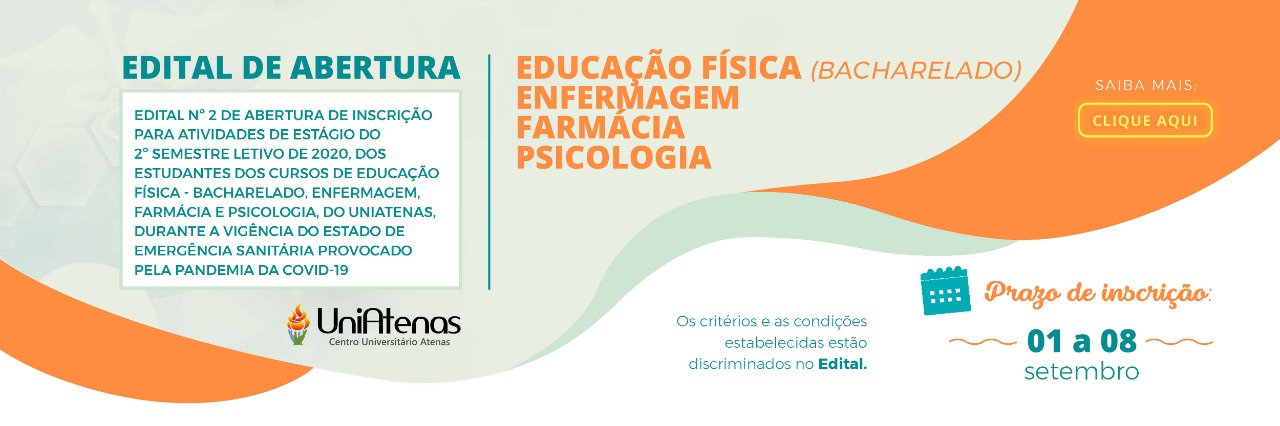 EDITAL DE ABERTURA
EDITAL Nº 2 DE ABERTURA DE INSCRIÇÃO
PARA ATIVIDADES DE ESTÁGIO DO
2º SEMESTRE LETIVO DE 2020, DOS
ESTUDANTES DOS CURSOS DE EDUCAÇÃO
FÍSICA - BACHARELADO, ENFERMAGEM,
FARMÁCIA E PSICOLOGIA, DO UNIATENAS,
DURANTE A VIGÊNCIA DO ESTADO DE
EMERGÊNCIA SANITÁRIA PROVOCADO
PELA PANDEMIA DA COVID-19
UniAtenas
Centro Universitário Atenas
EDUCAÇÃO FÍSICA (BACHARELADO)
ENFERMAGEM
FARMÁCIA
PSICOLOGIA
SAIBA MAIS:
CLIQUE AQUI
Os critérios e as condições
estabelecidas estão
discriminados no Edital.
Prazo de inscrição:
01 a 08
setembro